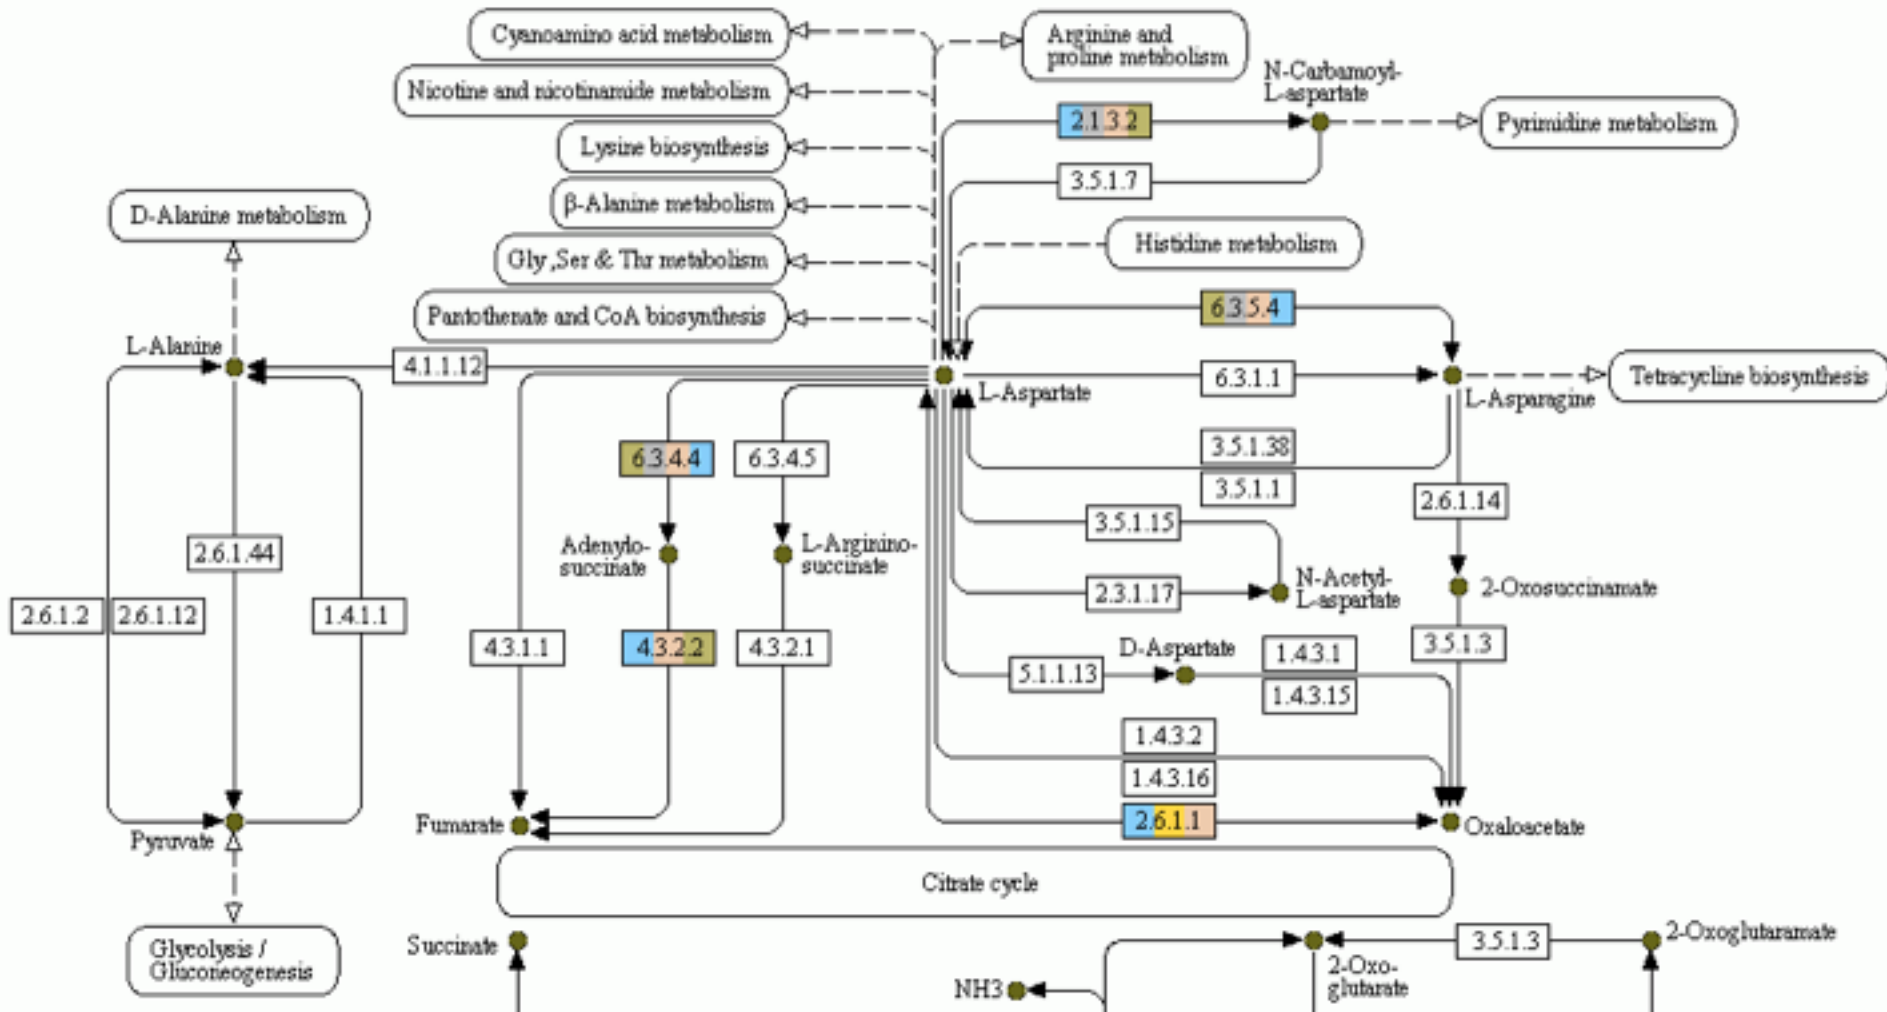 Cyanoamino acid metabolism
Arginine and
proline metabolism
N-Carbamoyl-
L-aspartate
Nicotine and nicotinamide metabolism
2.1.3.2
Pyrimidine metabolism
Lysine biosynthesis
3.5.1.7
D-Alanine metabolism
β-Alanine metabolism
Histidine metabolism
Gly ,Ser & Thr metabolism
6.3.5.4
Pantothenate and CoA biosynthesis
L-Alanine
4.1.1.12
L-Aspartate
6.3.1.1
L-Asparagine
Tetracycline biosynthesis
6.3.4.4
6.3.4.5
3.5.1.38
3.5.1.1
2.6.1.14
3.5.1.15
2.6.1.44
Adenylo-
succinate
L-Arginino-
succinate
N-Acetyl-
L-aspartate
2-Oxosuccinamate
2.3.1.17
2.6.1.2
2.6.1.12
1.4.1.1
4.3.1.1
4.3.2.2
4.3.2.1
D-Aspartate
1.4.3.1
3.5.1.3
5.1.1.13
1.4.3.15
1.4.3.2
1.4.3.16
2.6.1.1
Pyruvate
Fumarate
Oxaloacetate
Citrate cycle
Glycolysis /
Gluconeogenesis
Succinate
3.5.1.3
2-Oxoglutaramate
NH3
2-Oxo-
glutarate